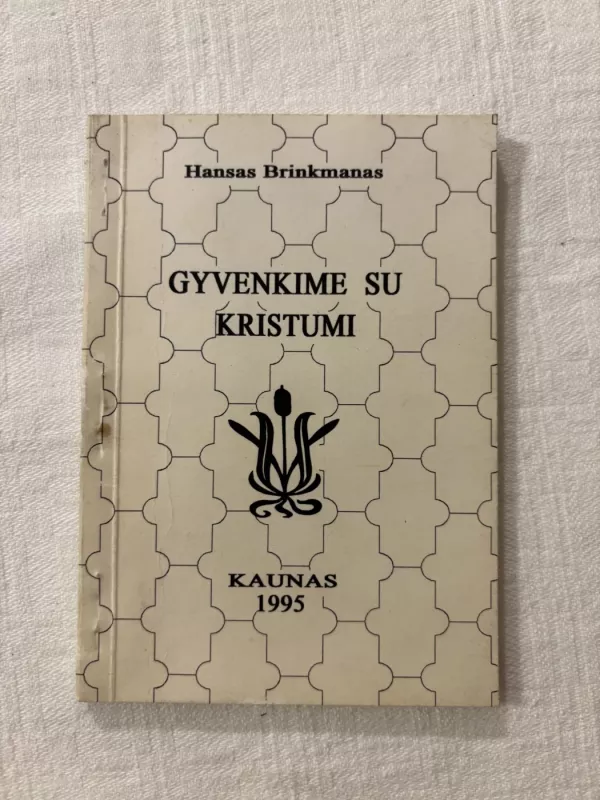 Hansas Brinkmanas
GYVENKIME SU
KRISTUMI
KAUNAS
1995